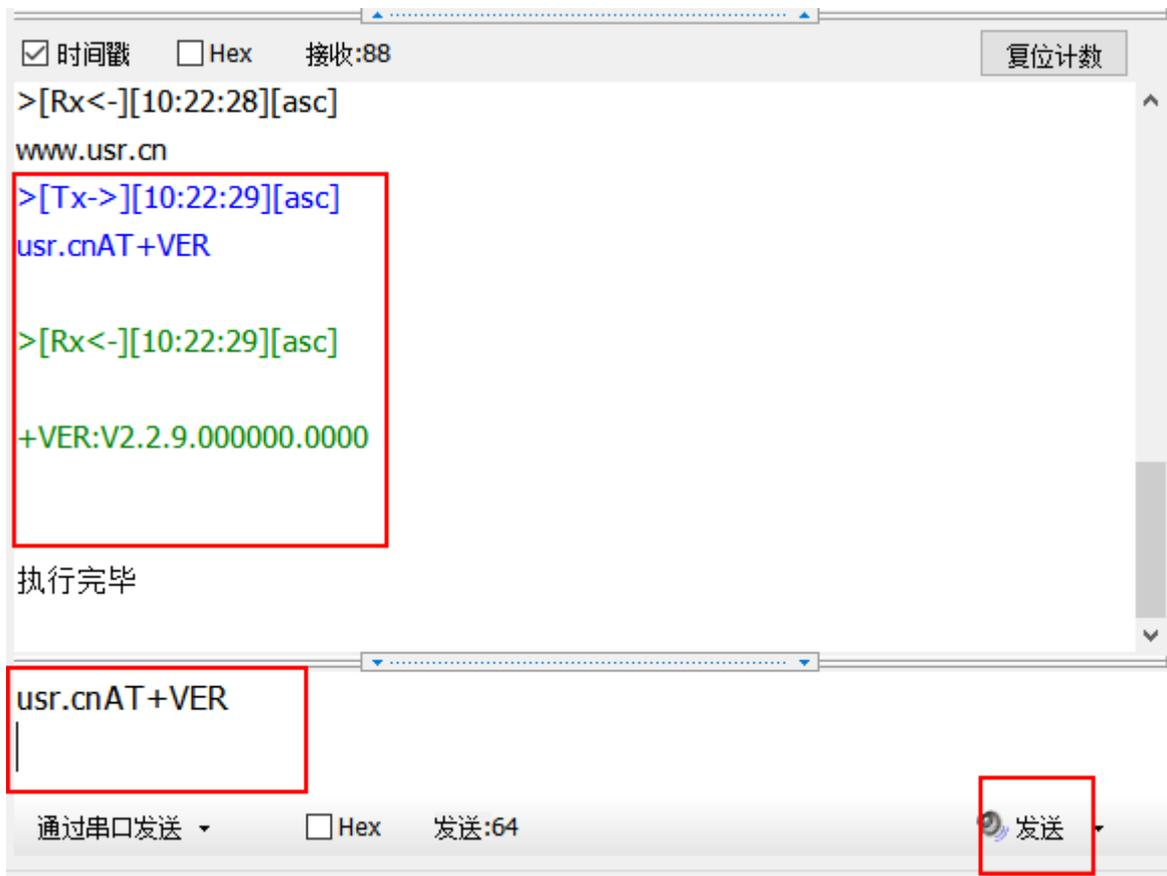 时间戳 Hex 接收:88 复位计数
>[Rx<-][10:22:28][asc]
www.usr.cn
>[Tx->][10:22:29][asc]
usr.cnAT+VER
>[Rx<-][10:22:29][asc]
+VER:V2.2.9.000000.0000
执行完毕
usr.cnAT+VER
通过串口发送 Hex 发送:64 发送